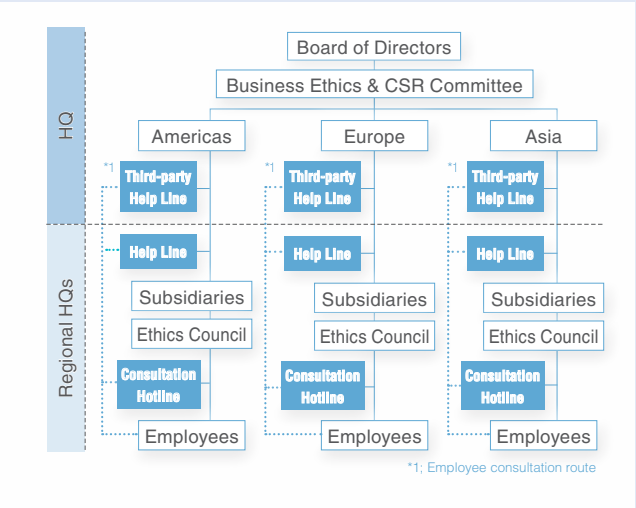 HQ
Board of Directors
Business Ethics & CSR Committee
Americas
Europe
Asia
*1
Third-party
Help Line
*1
Third-party
Help Line
*1
Third-party
Help Line
Regional HQs
Help Line
Help Line
Help Line
Subsidiaries
Subsidiaries
Subsidiaries
Ethics Council
Ethics Council
Ethics Council
Consultation
Hotline
Consultation
Hotline
Consultation
Hotline
Employees
Employees
Employees
*1; Employee consultation route